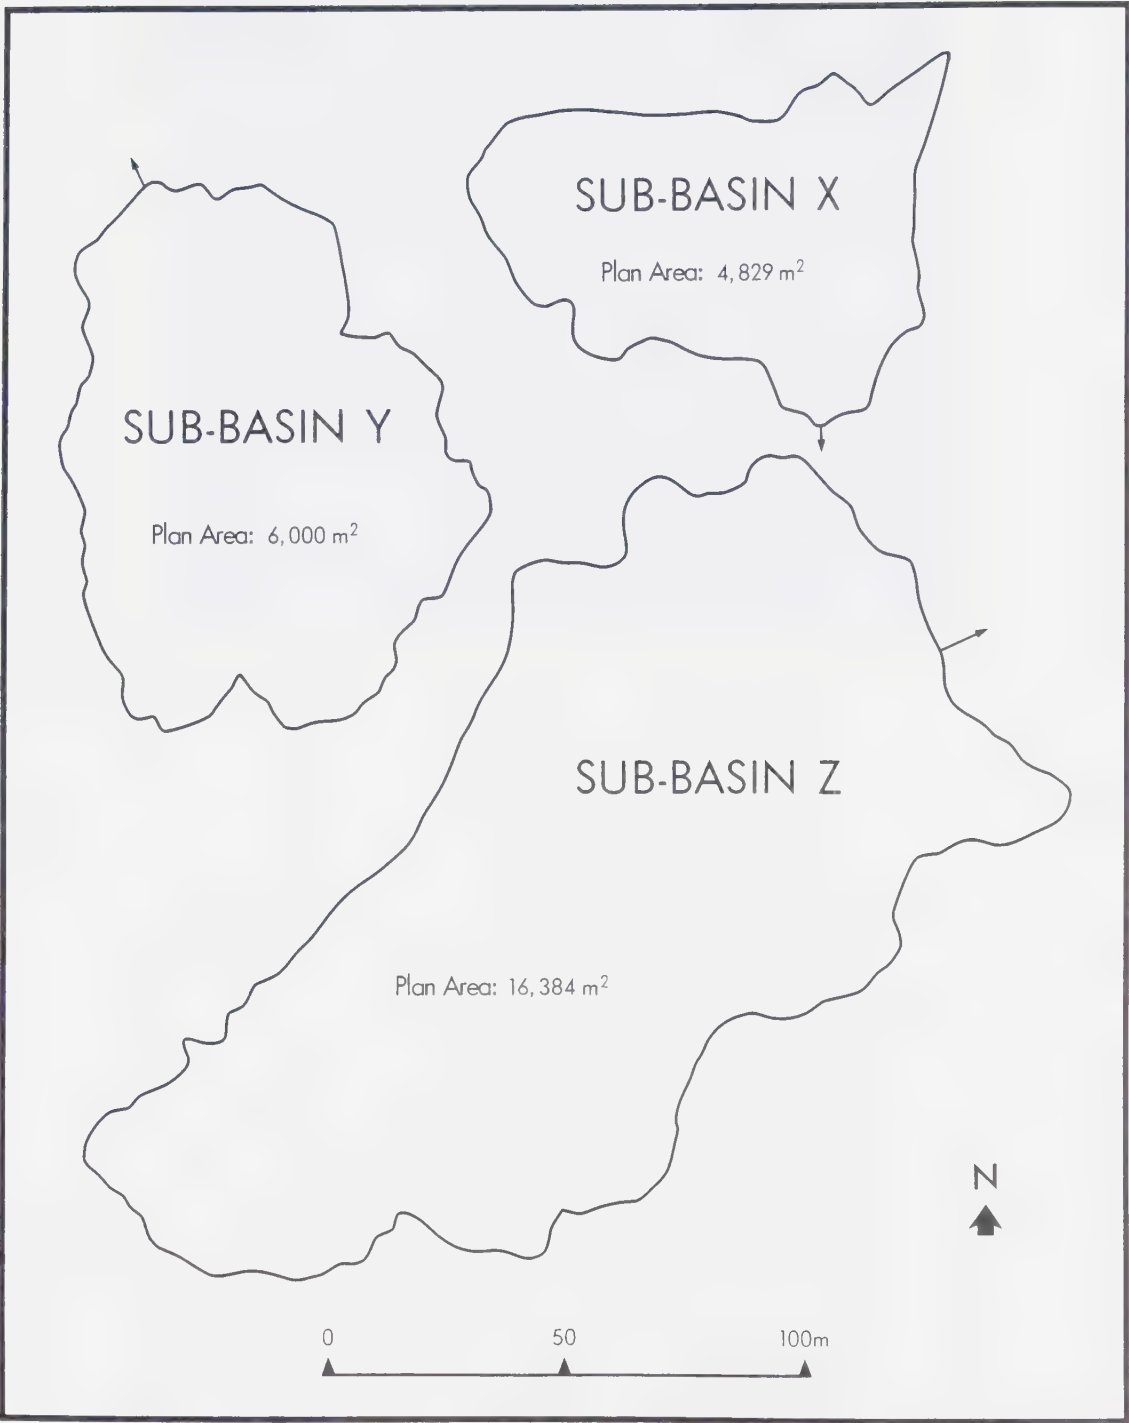 SUB-BASIN X
Plan Area: 4,829 m²
SUB-BASIN Y
Plan Area: 6,000 m²
SUB-BASIN Z
Plan Area: 16,384 m²
N
0 50 100m